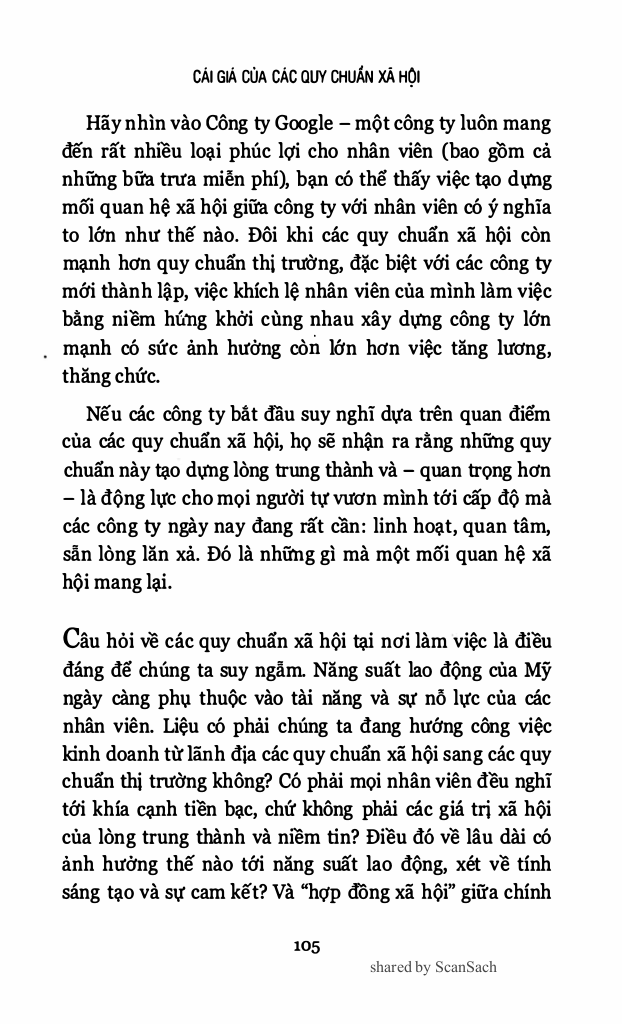 CÁI GIÁ CỦA CÁC QUY CHUẨN XÃ HỘI
Hãy nhìn vào Công ty Google – một công ty luôn mang
đến rất nhiều loại phúc lợi cho nhân viên (bao gồm cả
những bữa trưa miễn phí), bạn có thể thấy việc tạo dựng
mối quan hệ xã hội giữa công ty với nhân viên có ý nghĩa
to lớn như thế nào. Đôi khi các quy chuẩn xã hội còn
mạnh hơn quy chuẩn thị trường, đặc biệt với các công ty
mới thành lập, việc khích lệ nhân viên của mình làm việc
bằng niềm hứng khởi cùng nhau xây dựng công ty lớn
mạnh có sức ảnh hưởng còn lớn hơn việc tăng lương,
thăng chức.
Nếu các công ty bắt đầu suy nghĩ dựa trên quan điểm
của các quy chuẩn xã hội, họ sẽ nhận ra rằng những quy
chuẩn này tạo dựng lòng trung thành và – quan trọng hơn
– là động lực cho mọi người tự vươn mình tới cấp độ mà
các công ty ngày nay đang rất cần: linh hoạt, quan tâm,
sẵn lòng lăn xả. Đó là những gì mà một mối quan hệ xã
hội mang lại.
Câu hỏi về các quy chuẩn xã hội tại nơi làm việc là điều
đáng để chúng ta suy ngẫm. Năng suất lao động của Mỹ
ngày càng phụ thuộc vào tài năng và sự nỗ lực của các
nhân viên. Liệu có phải chúng ta đang hướng công việc
kinh doanh từ lãnh địa các quy chuẩn xã hội sang các quy
chuẩn thị trường không? Có phải mọi nhân viên đều nghĩ
tới khía cạnh tiền bạc, chứ không phải các giá trị xã hội
của lòng trung thành và niềm tin? Điều đó về lâu dài có
ảnh hưởng thế nào tới năng suất lao động, xét về tính
sáng tạo và sự cam kết? Và “hợp đồng xã hội” giữa chính
105
shared by ScanSach